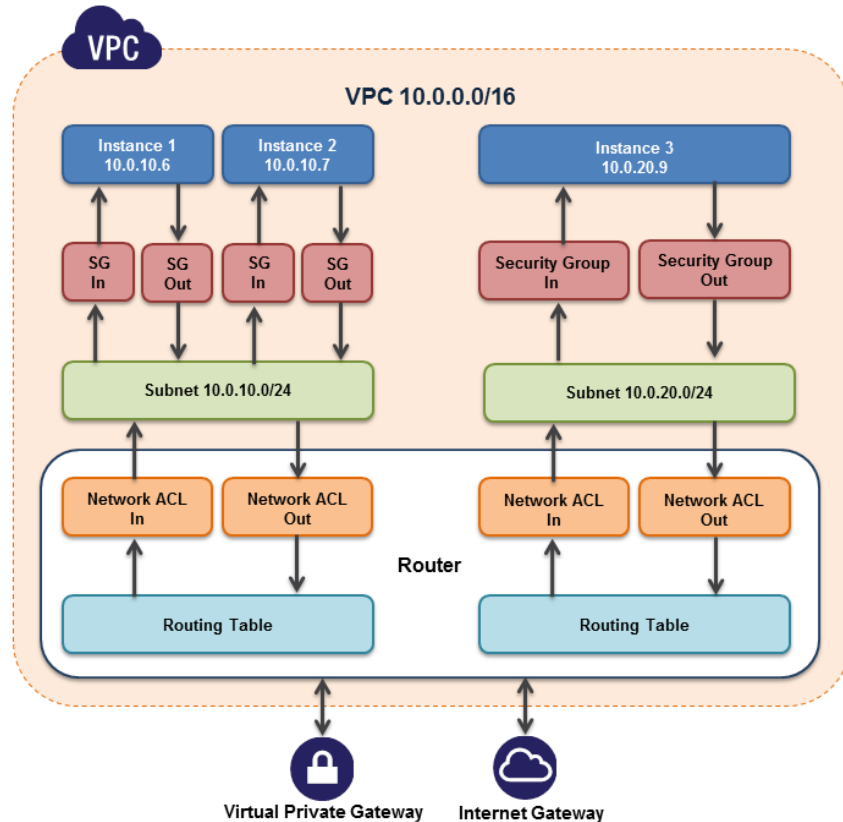 VPC
VPC 10.0.0.0/16
Instance 1
10.0.10.6
Instance 2
10.0.10.7
Instance 3
10.0.20.9
SG
In
SG
Out
SG
In
SG
Out
Security Group
In
Security Group
Out
Subnet 10.0.10.0/24
Subnet 10.0.20.0/24
Network ACL
In
Network ACL
Out
Network ACL
In
Network ACL
Out
Router
Routing Table
Routing Table
Virtual Private Gateway
Internet Gateway